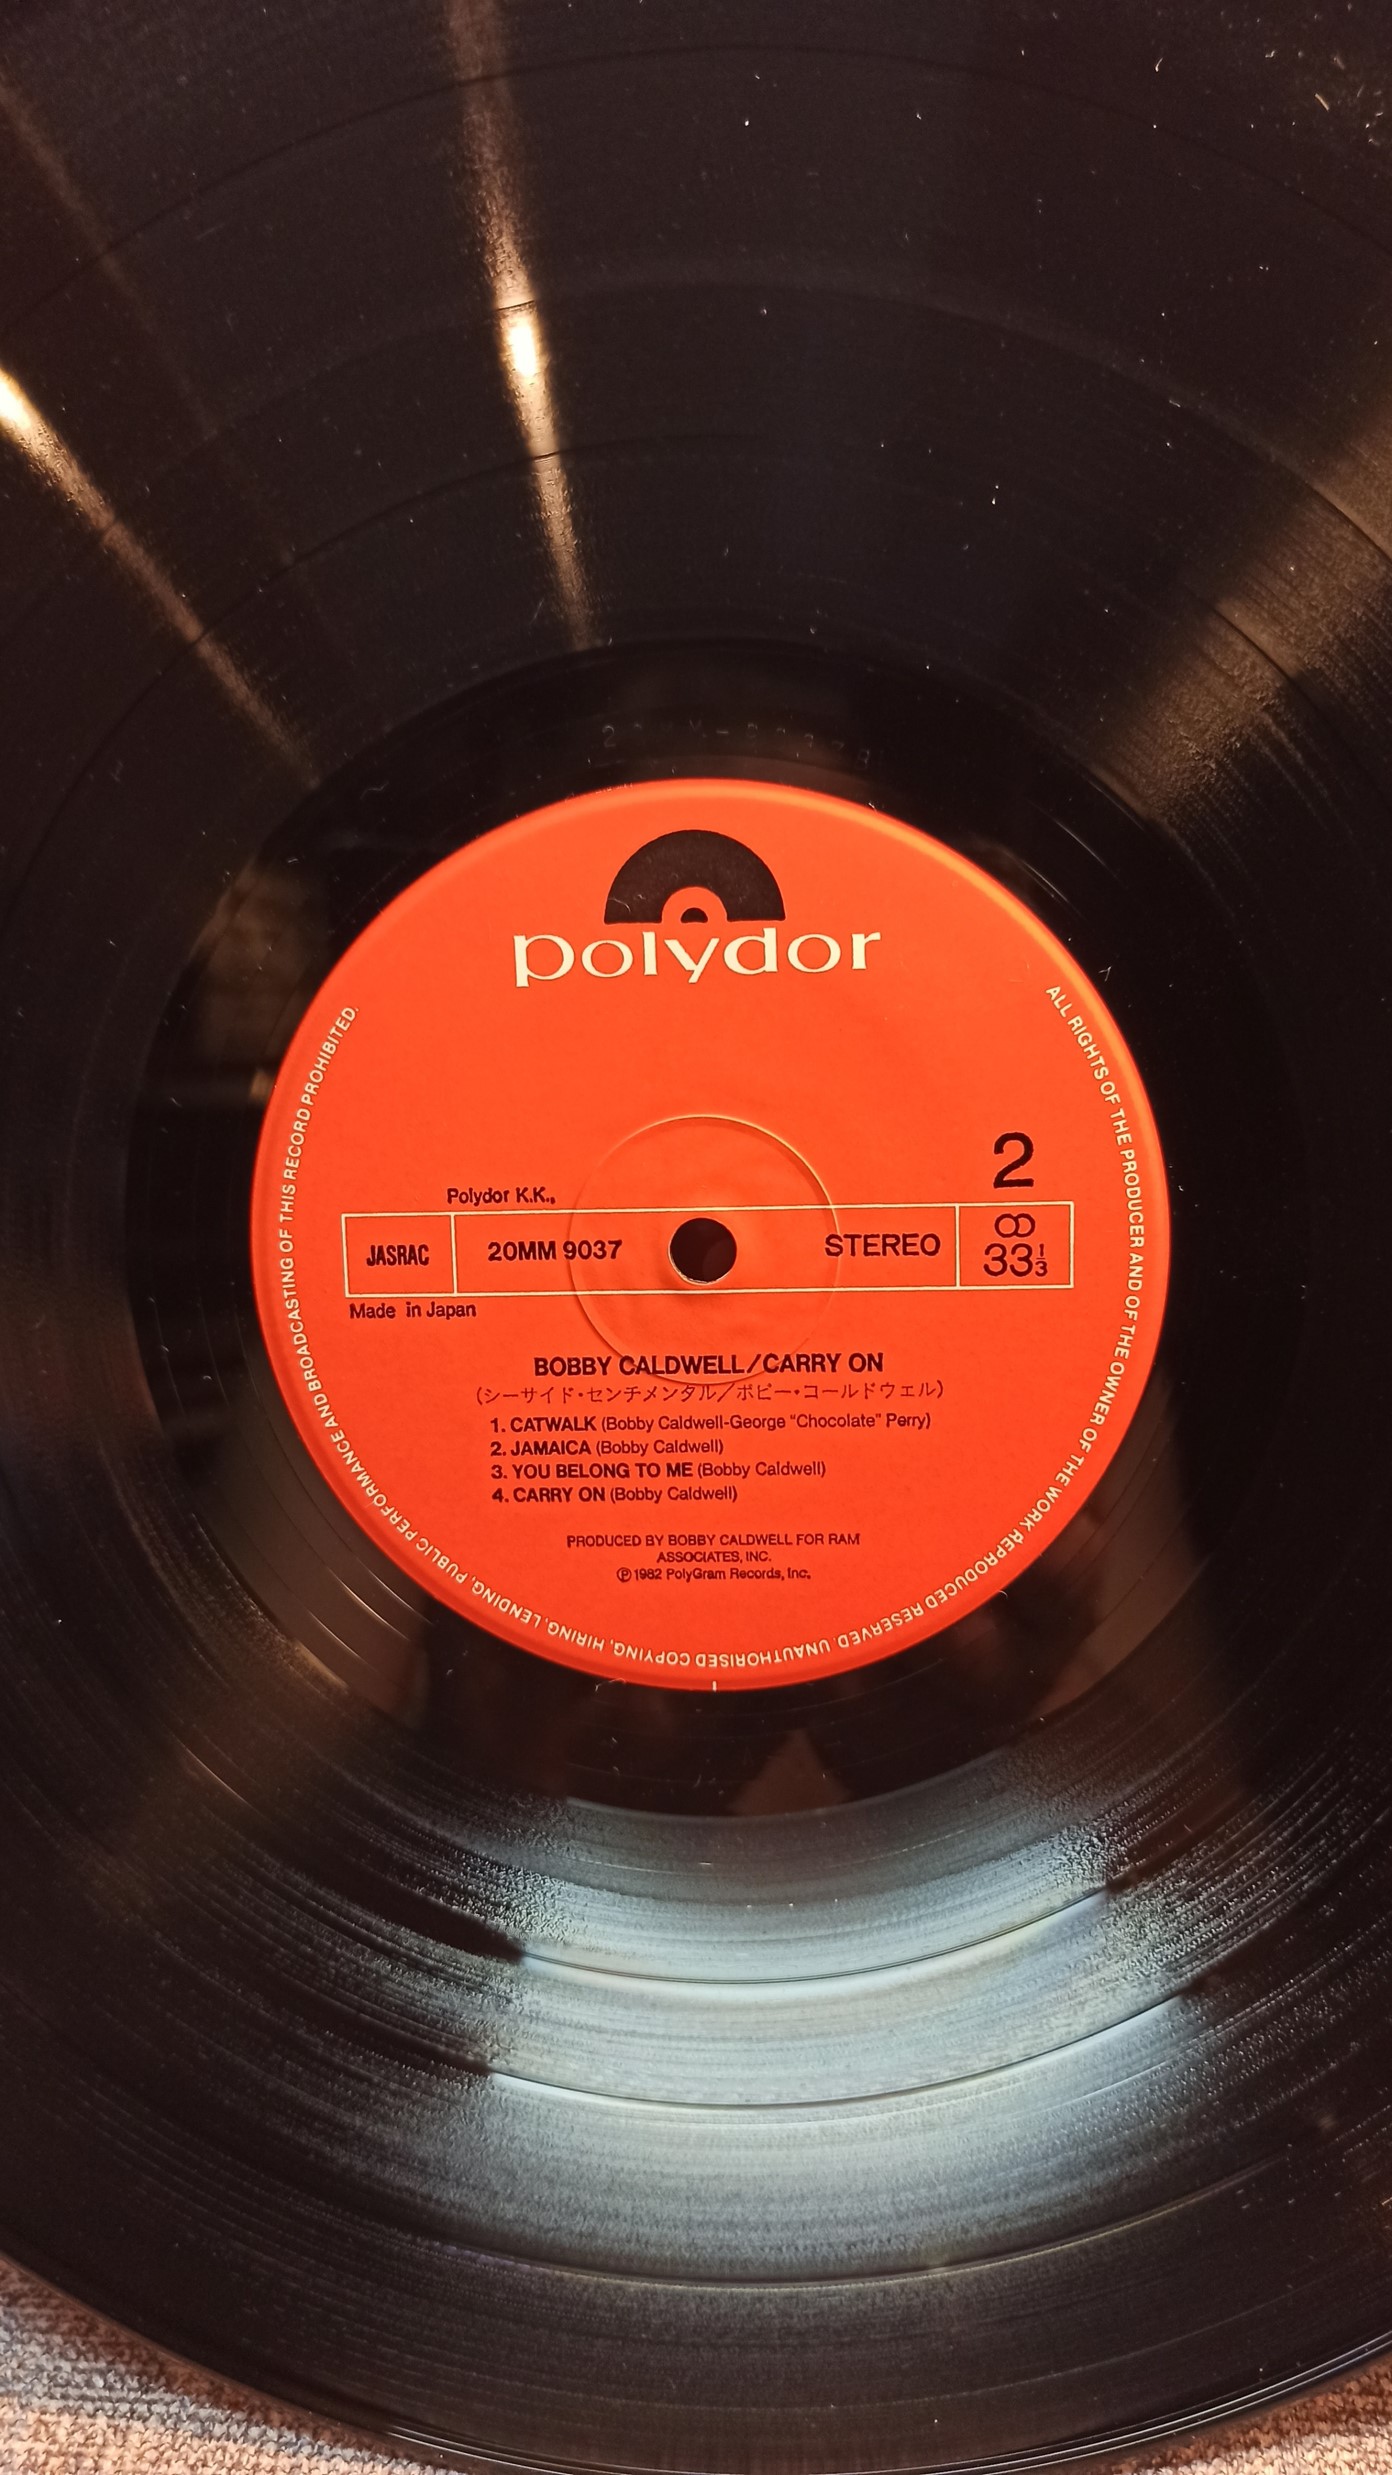 polydor
2
Polydor K.K.,
JASRAC 20MM 9037 STEREO 33 1/3
Made in Japan
BOBBY CALDWELL/CARRY ON
(シーサイド・センチメンタル/ボビー・コールドウェル)
1. CATWALK (Bobby Caldwell-George "Chocolate" Perry)
2. JAMAICA (Bobby Caldwell)
3. YOU BELONG TO ME (Bobby Caldwell)
4. CARRY ON (Bobby Caldwell)
PRODUCED BY BOBBY CALDWELL FOR RAM
ASSOCIATES, INC.
Ⓟ1982 PolyGram Records, Inc.
ALL RIGHTS OF THE PRODUCER AND OF THE OWNER OF THE WORK REPRODUCED RESERVED. UNAUTHORISED COPYING, HIRING, LENDING, PUBLIC PERFORMANCE AND BROADCASTING OF THIS RECORD PROHIBITED.